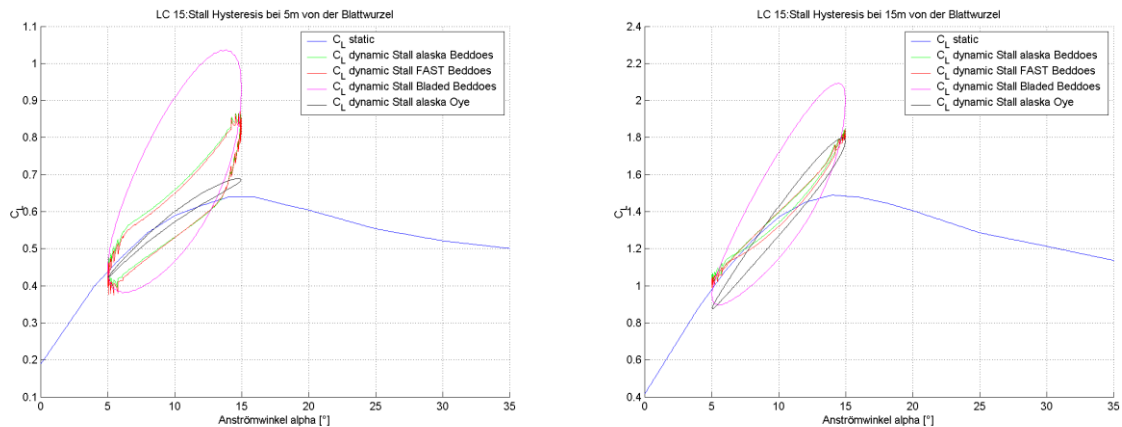 LC 15:Stall Hysteresis bei 5m von der Blattwurzel
1.1
1
0.9
0.8
0.7
0.6
0.5
0.4
0.3
0.2
0.1
C_L
C_L static
C_L dynamic Stall alaska Beddoes
C_L dynamic Stall FAST Beddoes
C_L dynamic Stall Bladed Beddoes
C_L dynamic Stall alaska Oye
0 5 10 15 20 25 30 35
Anströmwinkel alpha [°]
LC 15:Stall Hysteresis bei 15m von der Blattwurzel
2.4
2.2
2
1.8
1.6
1.4
1.2
1
0.8
0.6
0.4
C_L
C_L static
C_L dynamic Stall alaska Beddoes
C_L dynamic Stall FAST Beddoes
C_L dynamic Stall Bladed Beddoes
C_L dynamic Stall alaska Oye
0 5 10 15 20 25 30 35
Anströmwinkel alpha [°]